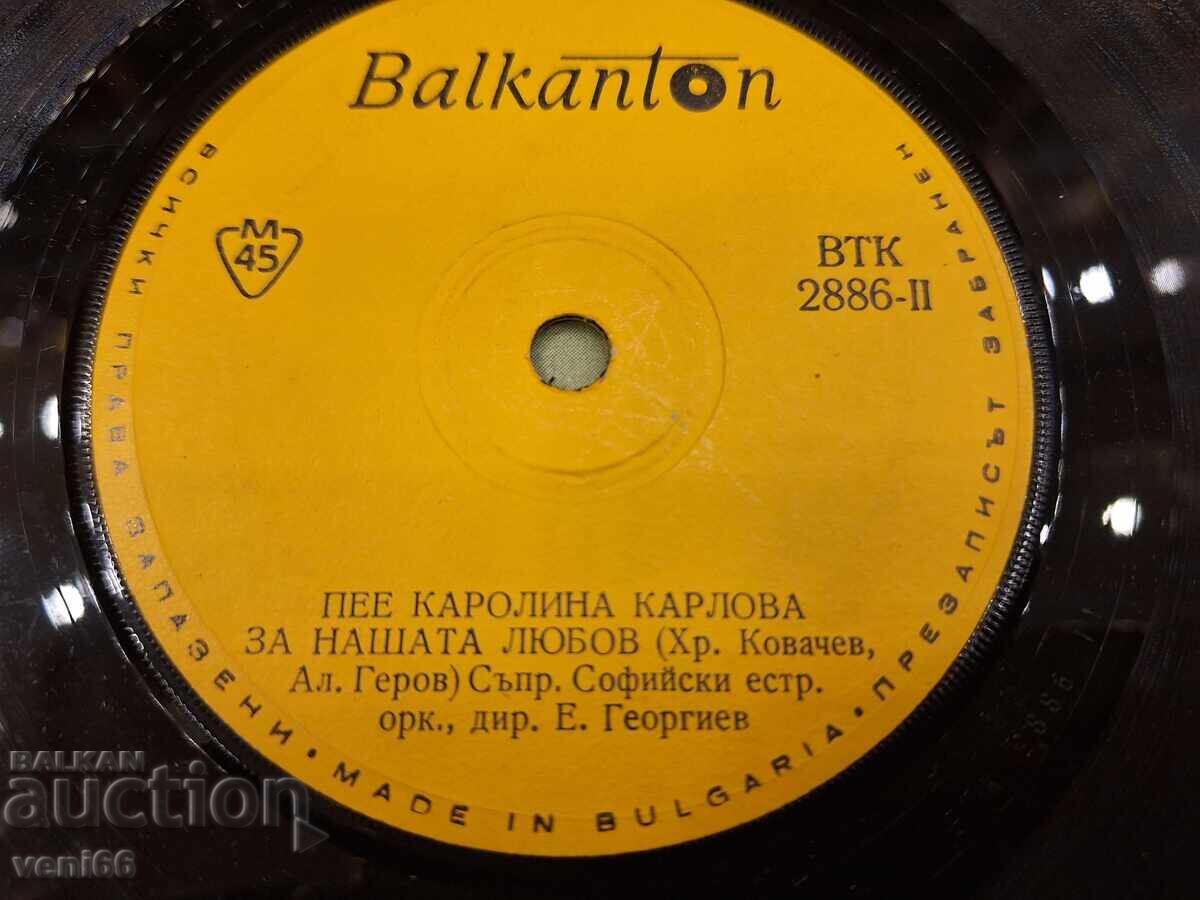 Balkanton
М
45
ВТК
2886-II
ПЕЕ КАРОЛИНА КАРЛОВА
ЗА НАШАТА ЛЮБОВ (Хр. Ковачев,
Ал. Геров) Съпр. Софийски естр.
орк., дир. Е. Георгиев
ВСИЧКИ ПРАВА ЗАПАЗЕНИ • MADE IN BULGARIA • ПРЕЗАПИСЪТ ЗАБРАНЕН
BALKAN
auction
veni66